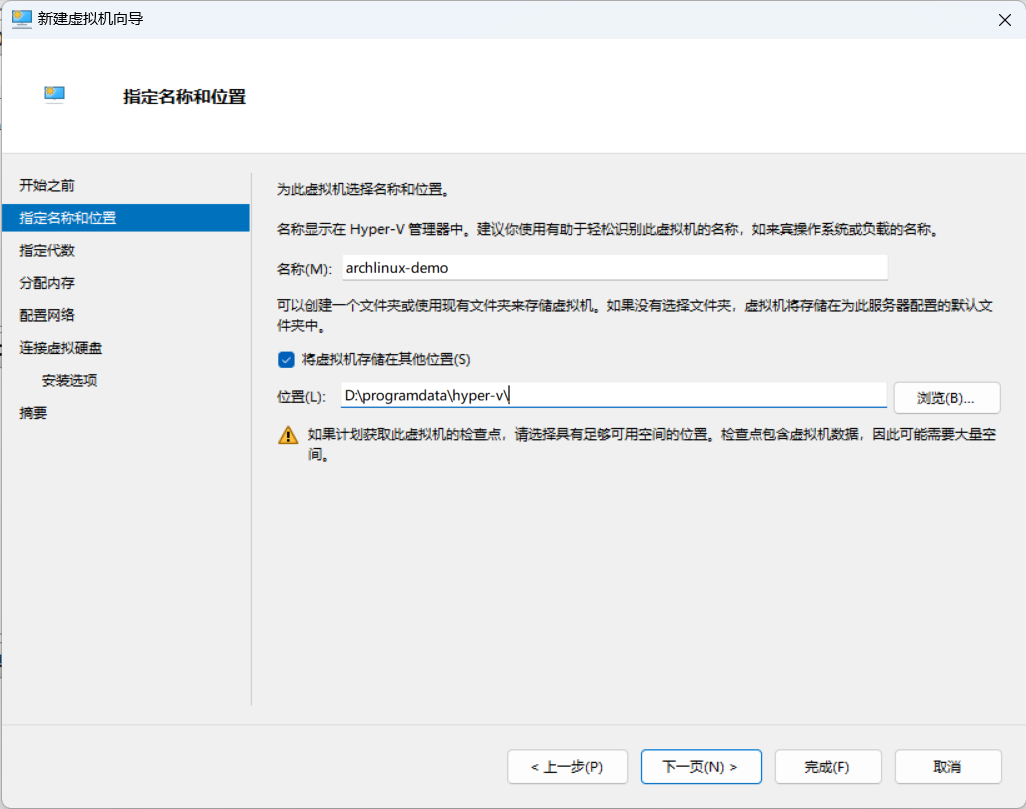 新建虚拟机向导
指定名称和位置
开始之前
指定名称和位置
指定代数
分配内存
配置网络
连接虚拟硬盘
安装选项
摘要
为此虚拟机选择名称和位置。
名称显示在 Hyper-V 管理器中。建议你使用有助于轻松识别此虚拟机的名称，如来宾操作系统或负载的名称。
名称(M): archlinux-demo
可以创建一个文件夹或使用现有文件夹来存储虚拟机。如果没有选择文件夹，虚拟机将存储在为此服务器配置的默认文
件夹中。
将虚拟机存储在其他位置(S)
位置(L): D:\programdata\hyper-v\ 浏览(B)...
如果计划获取此虚拟机的检查点，请选择具有足够可用空间的位置。检查点包含虚拟机数据，因此可能需要大量空
间。
< 上一步(P) 下一页(N) > 完成(F) 取消